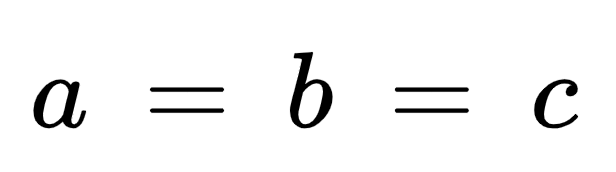 a = b = c